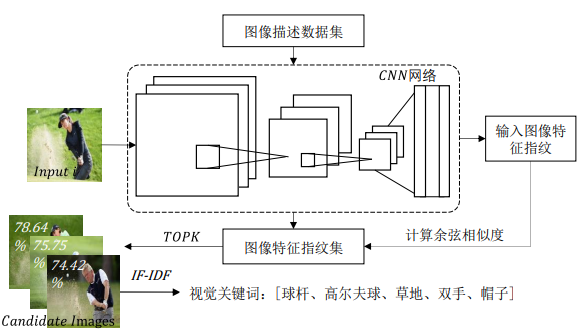 图像描述数据集
CNN网络
Input i
输入图像特
征指纹
78.64
%
75.75
%
74.42
%
TOPK
图像特征指纹集
计算余弦相似度
IF-IDF
视觉关键词：[球杆、高尔夫球、草地、双手、帽子]
Candidate Images